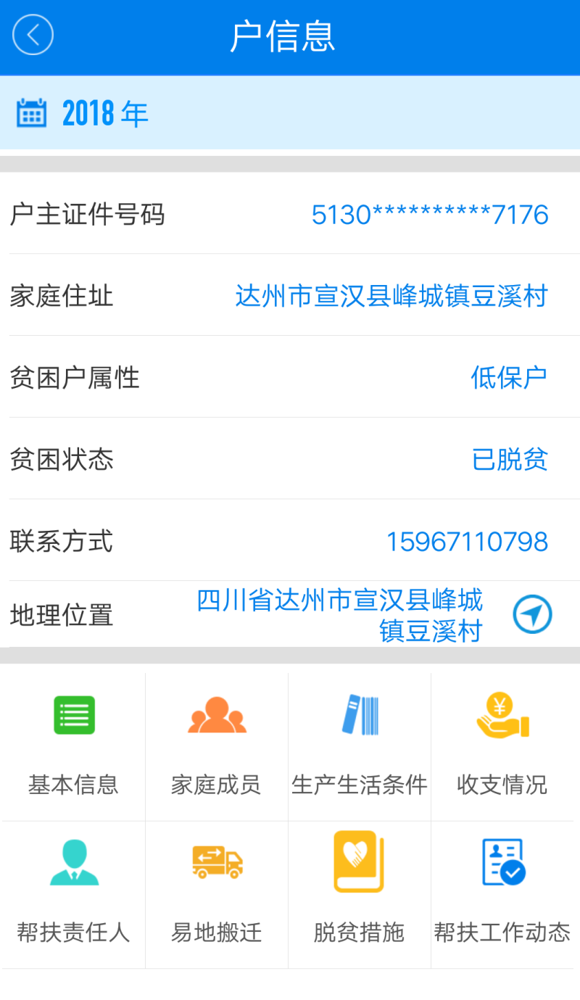 户信息
2018 年
户主证件号码 5130**********7176
家庭住址 达州市宣汉县峰城镇豆溪村
贫困户属性 低保户
贫困状态 已脱贫
联系方式 15967110798
地理位置 四川省达州市宣汉县峰城
镇豆溪村
基本信息 家庭成员 生产生活条件 收支情况
帮扶责任人 易地搬迁 脱贫措施 帮扶工作动态